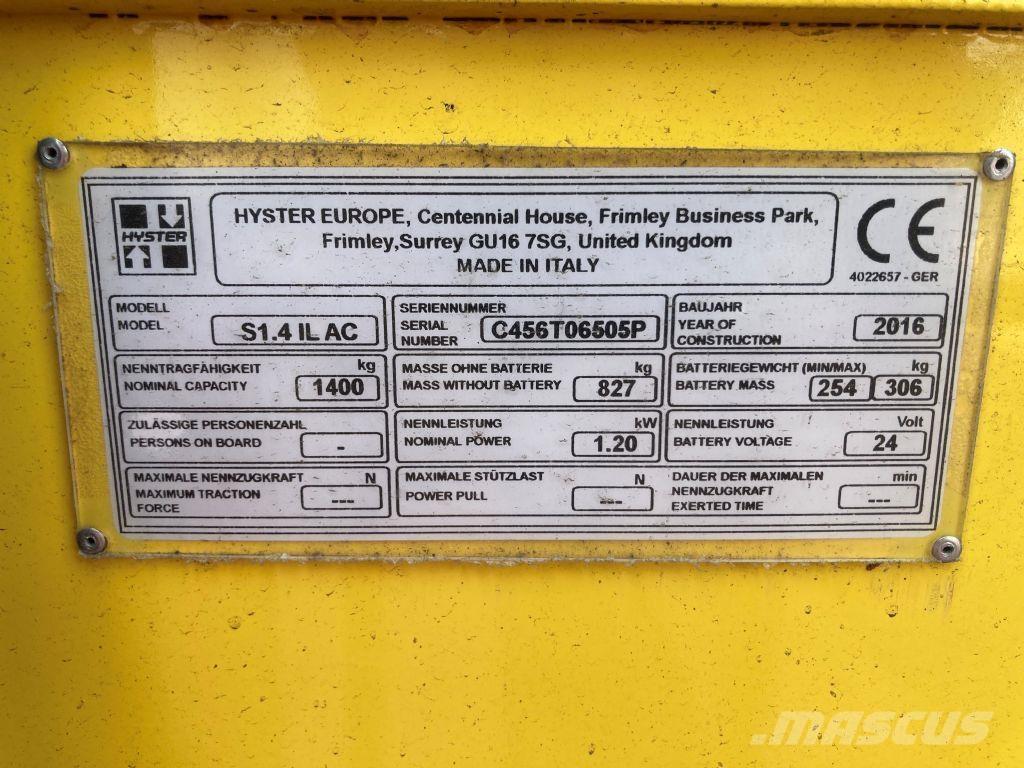 HYSTER
HYSTER EUROPE, Centennial House, Frimley Business Park,
Frimley,Surrey GU16 7SG, United Kingdom
MADE IN ITALY
CE
4022657 - GER
MODELL
MODEL
S1.4 IL AC
SERIENNUMMER
SERIAL
NUMBER
C456T06505P
BAUJAHR
YEAR OF
CONSTRUCTION
2016
NENNTRAGFÄHIGKEIT kg
NOMINAL CAPACITY 1400
MASSE OHNE BATTERIE kg
MASS WITHOUT BATTERY 827
BATTERIEGEWICHT (MIN/MAX) kg
BATTERY MASS 254 306
ZULÄSSIGE PERSONENZAHL
PERSONS ON BOARD -
NENNLEISTUNG kW
NOMINAL POWER 1.20
NENNLEISTUNG Volt
BATTERY VOLTAGE 24
MAXIMALE NENNZUGKRAFT N
MAXIMUM TRACTION
FORCE ---
MAXIMALE STÜTZLAST N
POWER PULL ---
DAUER DER MAXIMALEN min
NENNZUGKRAFT
EXERTED TIME ---
MASCUS